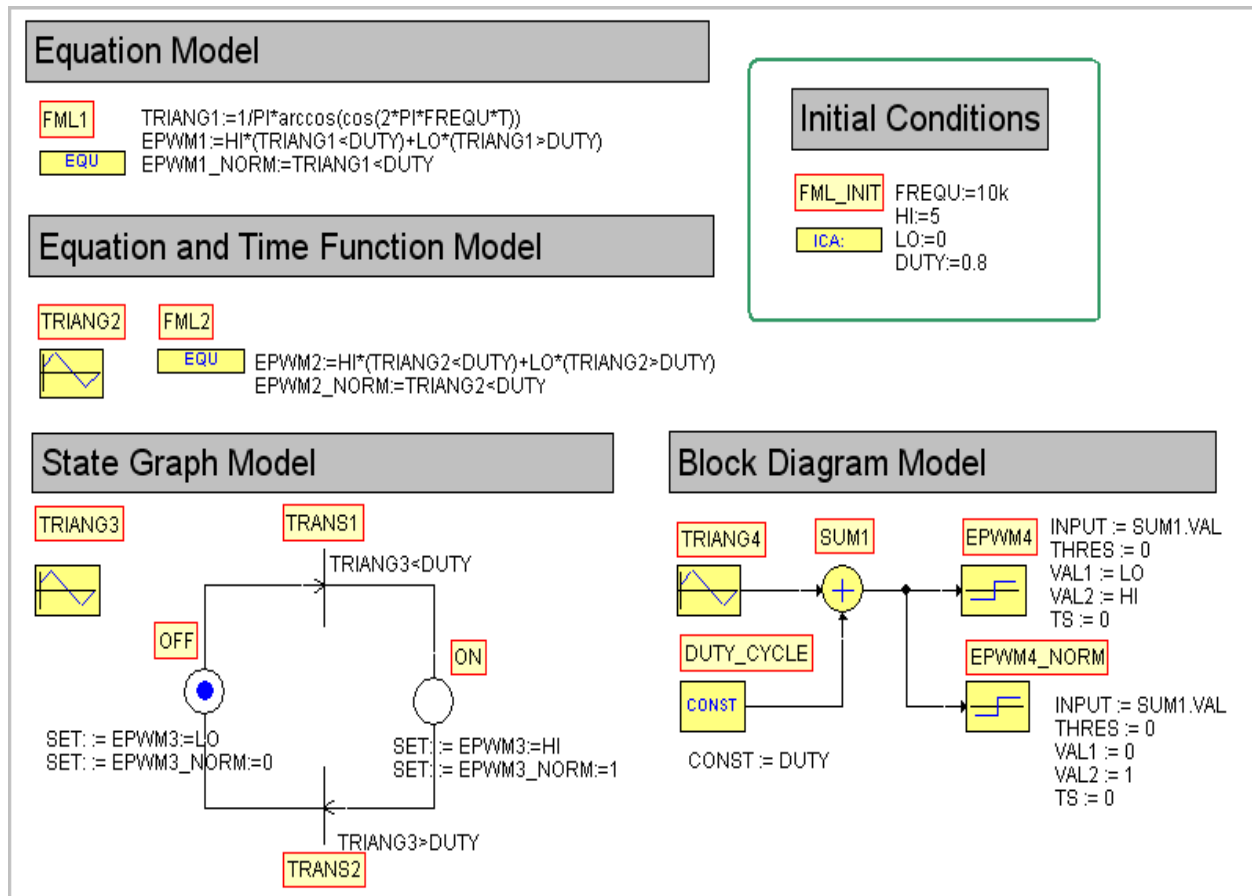 Equation Model
FML1
EQU
TRIANG1:=1/PI*arccos(cos(2*PI*FREQU*T))
EPWM1:=HI*(TRIANG1<DUTY)+LO*(TRIANG1>DUTY)
EPWM1_NORM:=TRIANG1<DUTY
Initial Conditions
FML_INIT
ICA:
FREQU:=10k
HI:=5
LO:=0
DUTY:=0.8
Equation and Time Function Model
TRIANG2
FML2
EQU
EPWM2:=HI*(TRIANG2<DUTY)+LO*(TRIANG2>DUTY)
EPWM2_NORM:=TRIANG2<DUTY
State Graph Model
TRIANG3
TRANS1
TRIANG3<DUTY
OFF
ON
SET: := EPWM3:=LO
SET: := EPWM3_NORM:=0
SET: := EPWM3:=HI
SET: := EPWM3_NORM:=1
TRIANG3>DUTY
TRANS2
Block Diagram Model
TRIANG4
SUM1
EPWM4
INPUT := SUM1.VAL
THRES := 0
VAL1 := LO
VAL2 := HI
TS := 0
DUTY_CYCLE
CONST
CONST := DUTY
EPWM4_NORM
INPUT := SUM1.VAL
THRES := 0
VAL1 := 0
VAL2 := 1
TS := 0